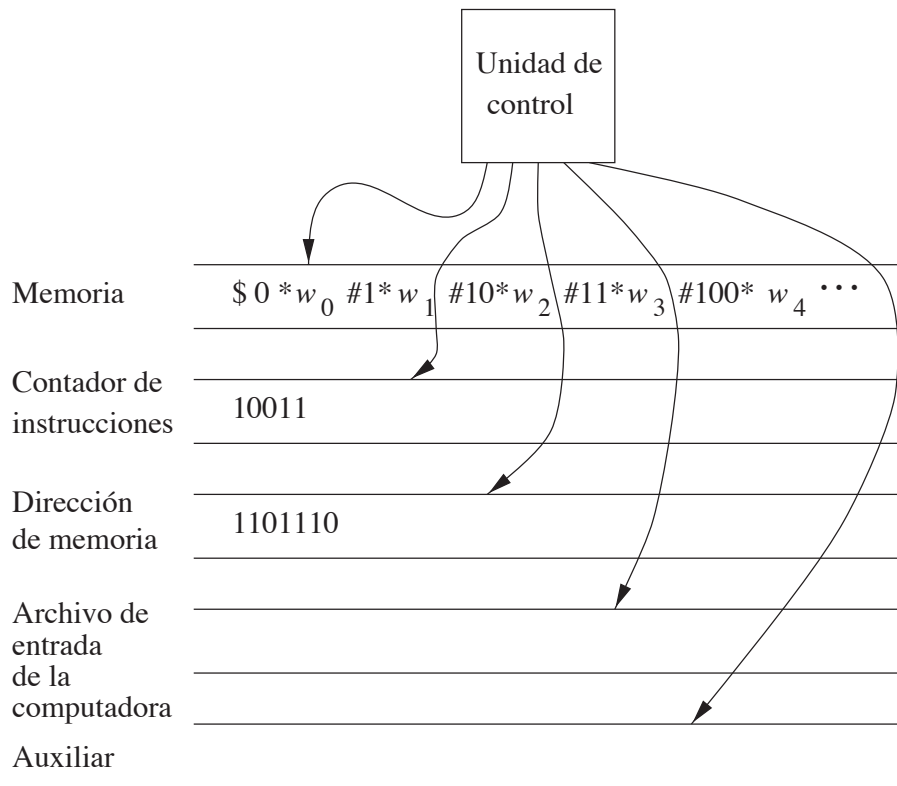 Unidad de
control
Memoria
$ 0 * w0 #1* w1 #10* w2 #11* w3 #100* w4 ···
Contador de
instrucciones
10011
Dirección
de memoria
1101110
Archivo de
entrada
de la
computadora
Auxiliar